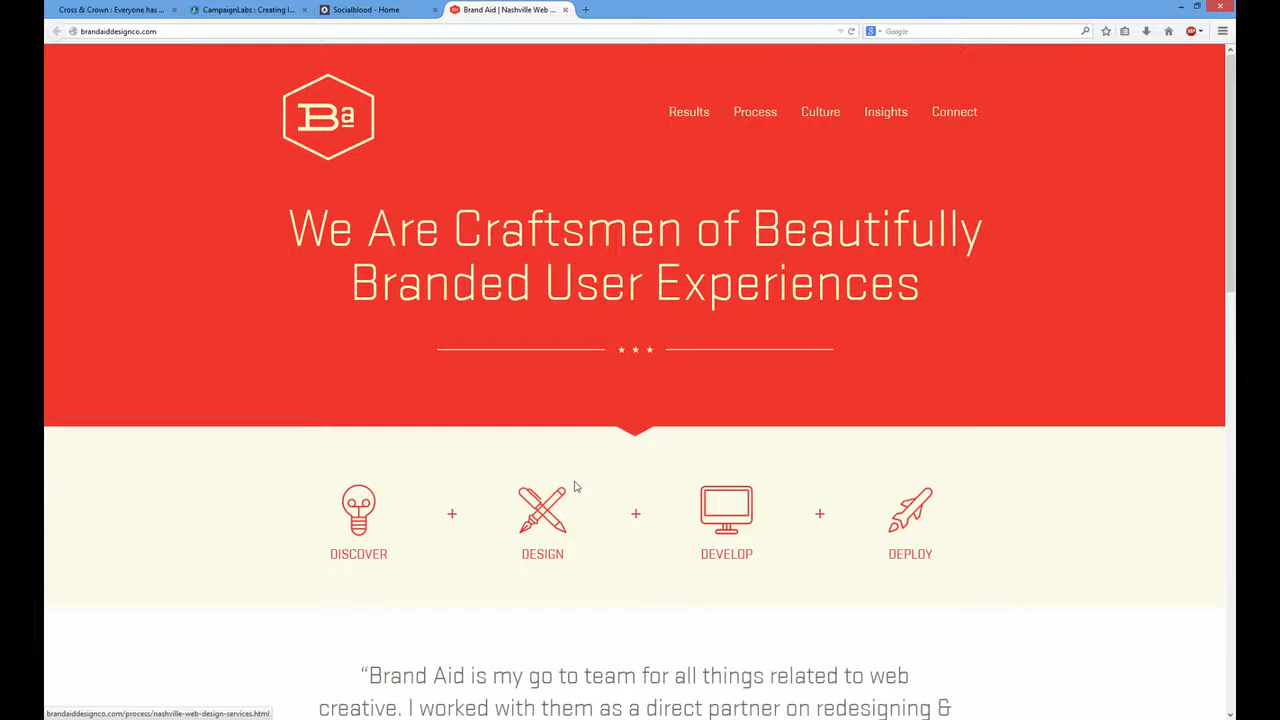 Cross & Crown : Everyone has ...
CampaignLabs : Creating I...
Socialblood - Home
Brand Aid | Nashville Web ...
brandaiddesignco.com
Google
Ba
Results
Process
Culture
Insights
Connect
We Are Craftsmen of Beautifully
Branded User Experiences
DISCOVER
+
DESIGN
+
DEVELOP
+
DEPLOY
“Brand Aid is my go to team for all things related to web
creative. I worked with them as a direct partner on redesigning &
brandaiddesignco.com/process/nashville-web-design-services.html